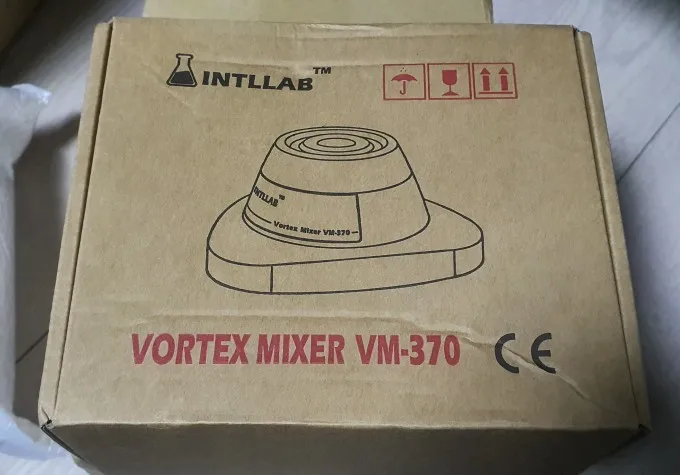 INTLLAB™
INTLLAB™
Vortex Mixer VM-370
VORTEX MIXER VM-370 CE